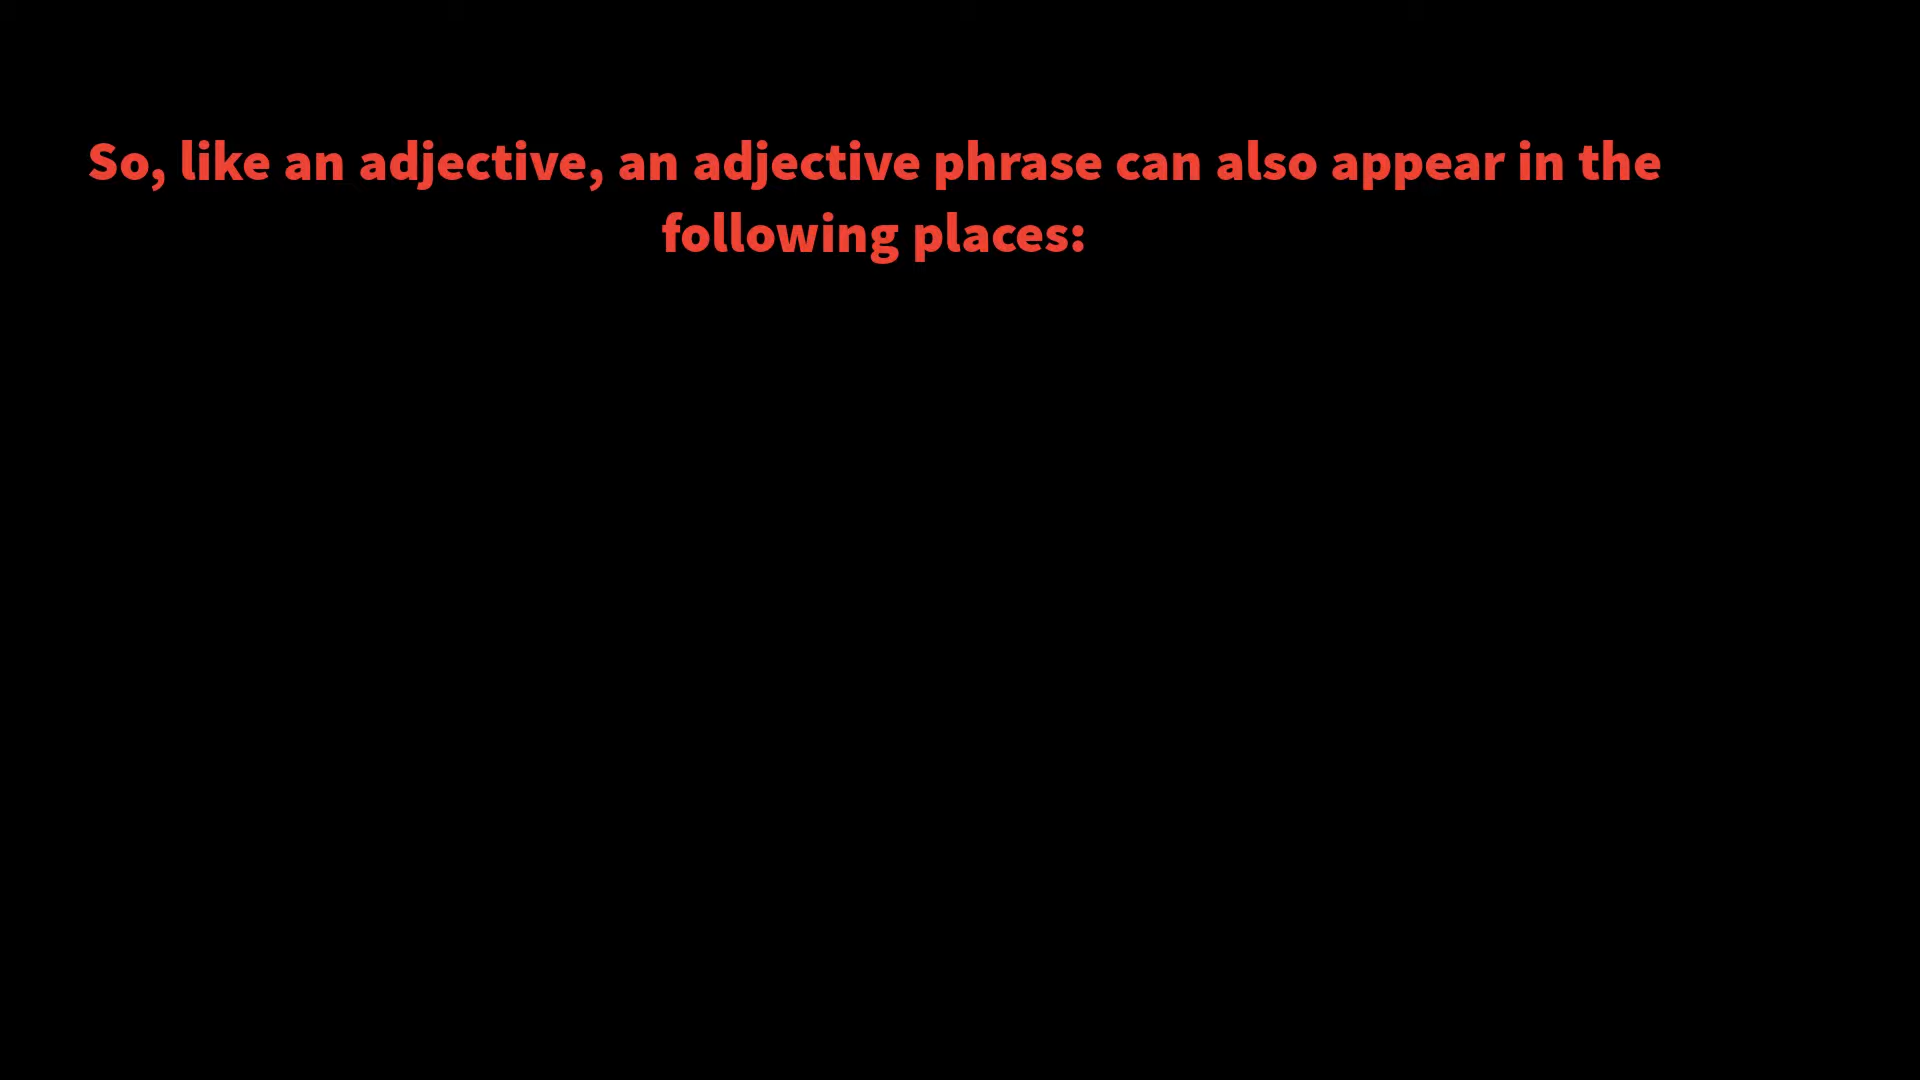 So, like an adjective, an adjective phrase can also appear in the
following places: